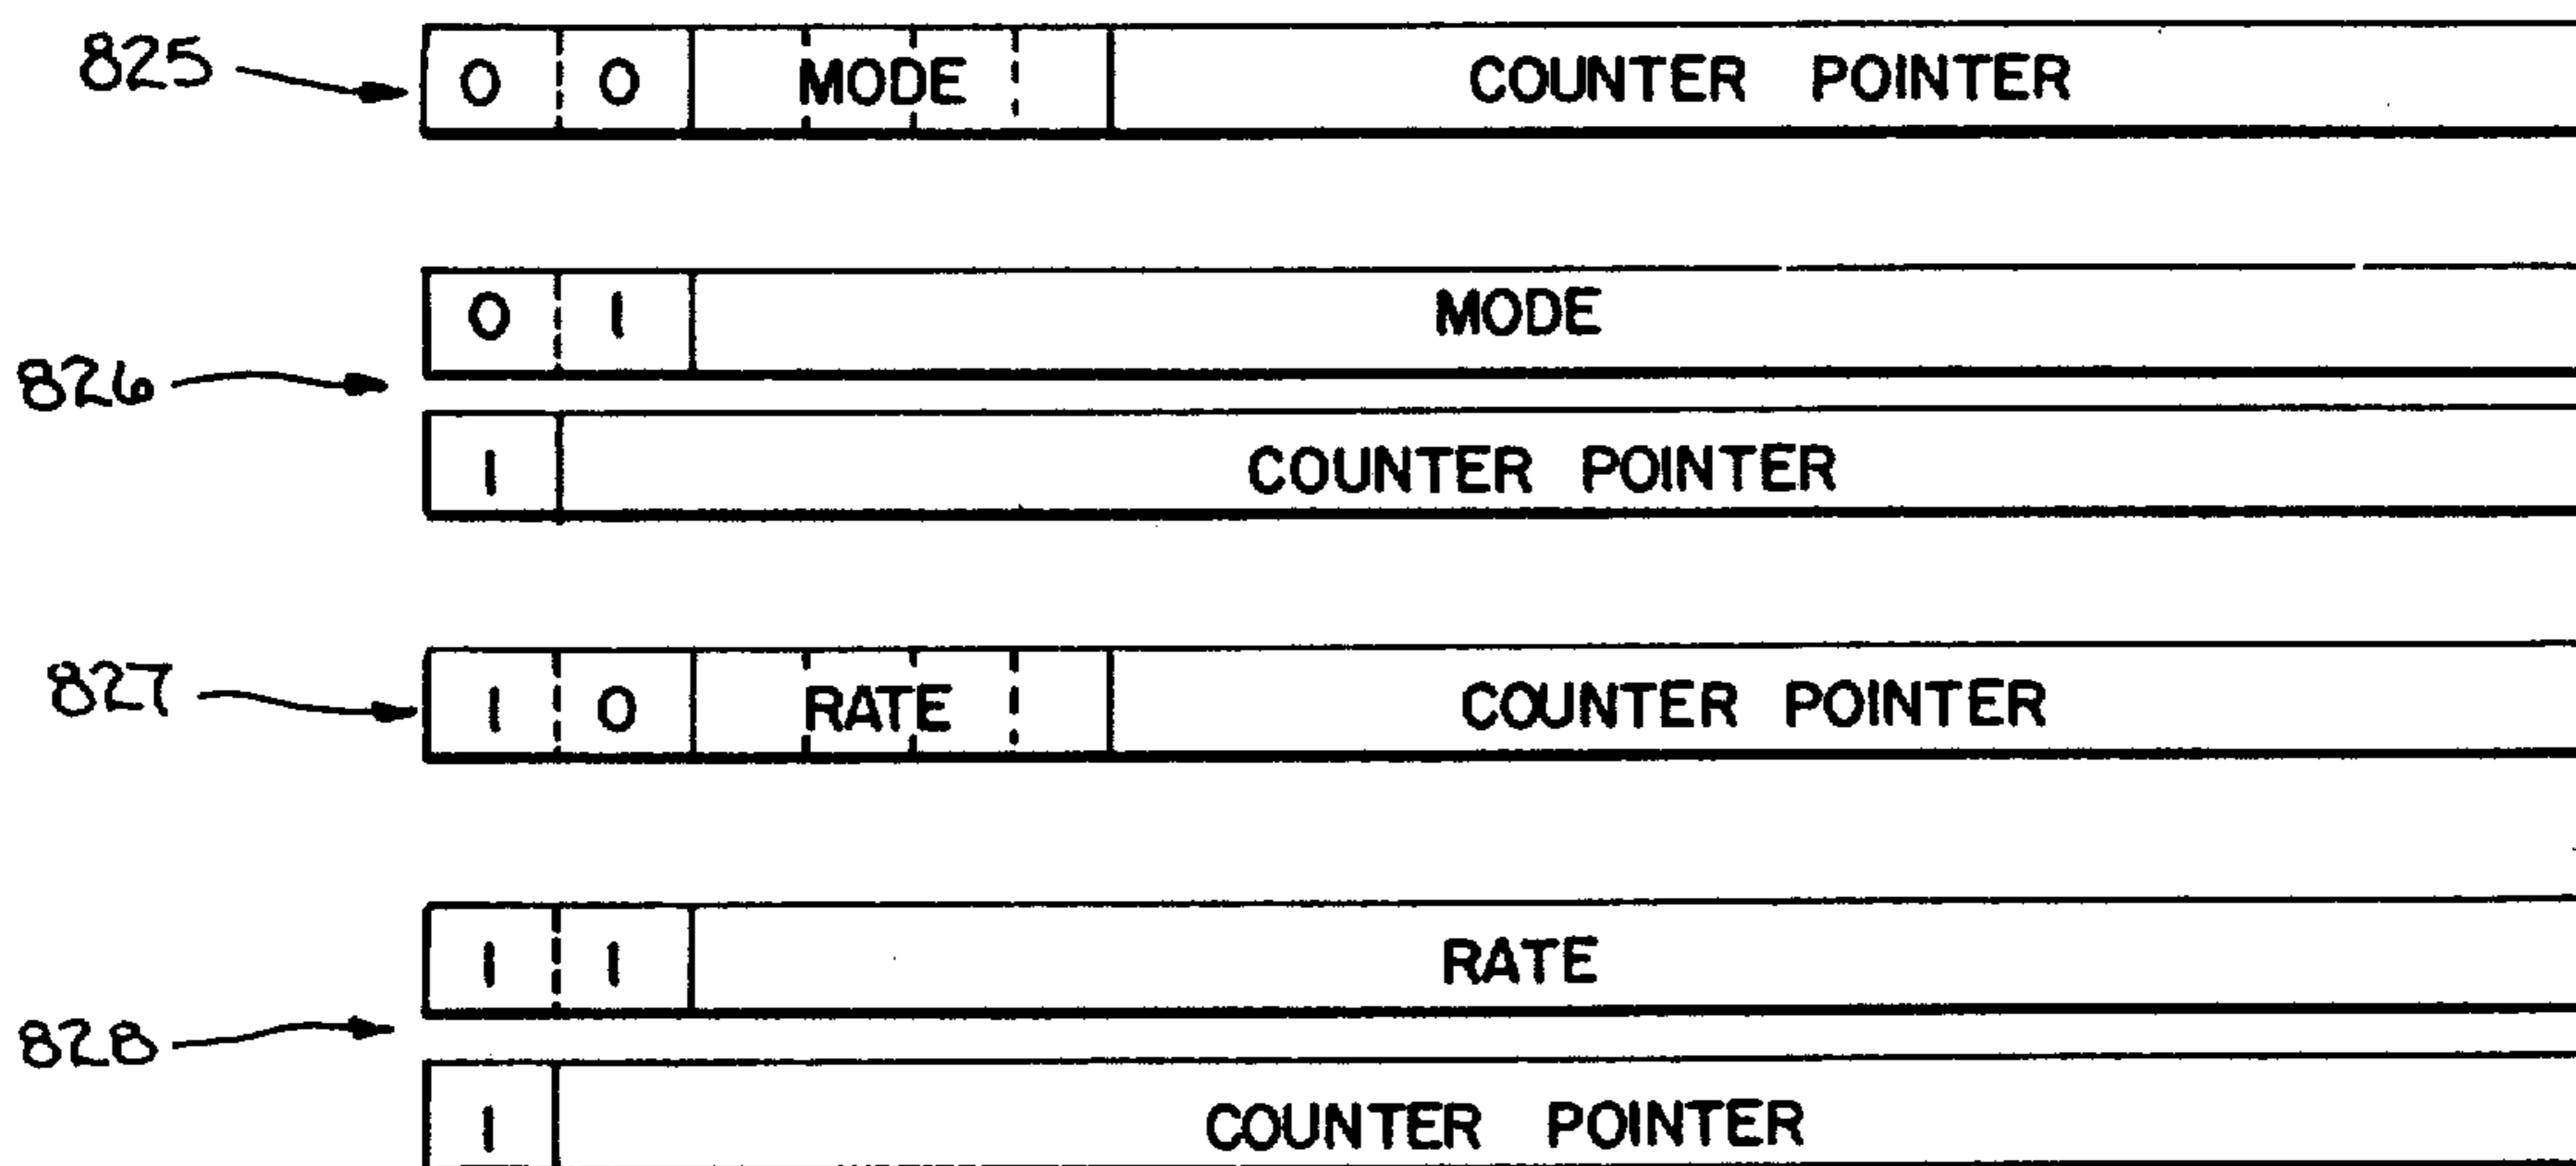 825 0 0 MODE COUNTER POINTER
0 1 MODE
826
1 COUNTER POINTER
827 1 0 RATE COUNTER POINTER
1 1 RATE
828
1 COUNTER POINTER